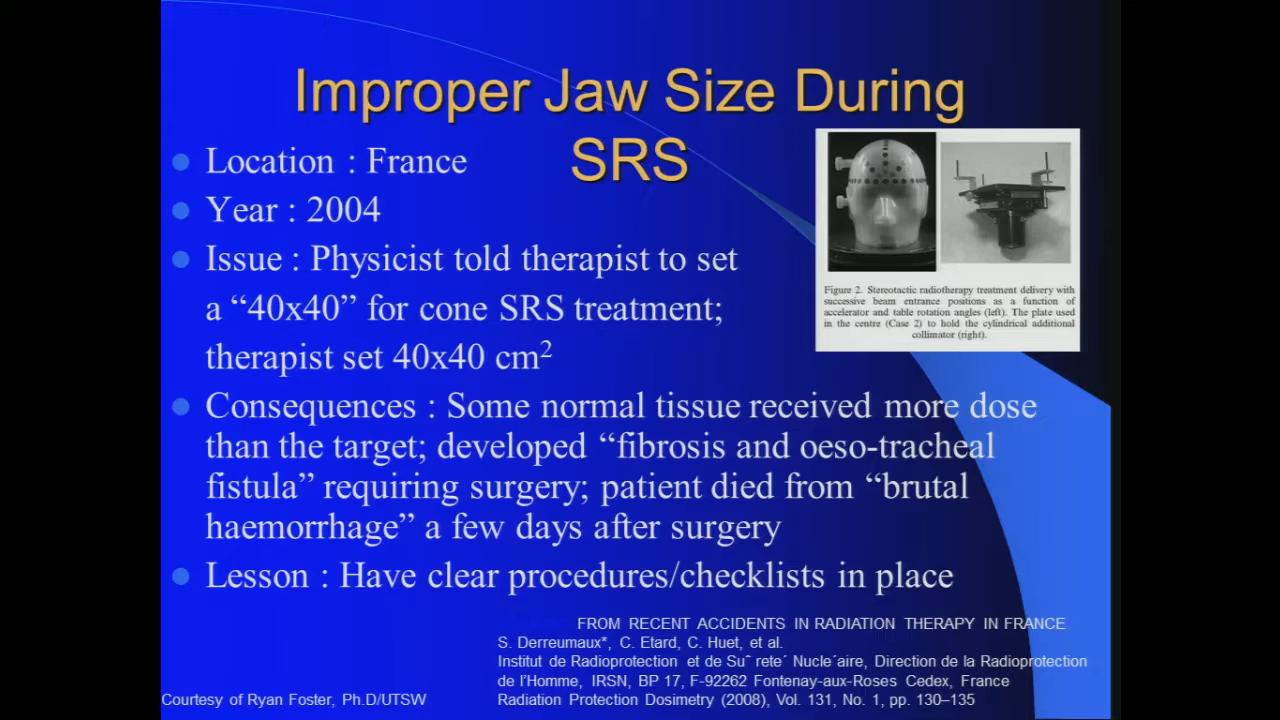 Improper Jaw Size During
SRS
Location : France
Year : 2004
Issue : Physicist told therapist to set
a “40x40” for cone SRS treatment;
therapist set 40x40 cm²
Figure 2. Stereotactic radiotherapy treatment delivery with
successive beam entrance positions as a function of
accelerator and table rotation angles (left). The plate used
in the centre (Case 2) to hold the cylindrical additional
collimator (right).
Consequences : Some normal tissue received more dose
than the target; developed “fibrosis and oeso-tracheal
fistula” requiring surgery; patient died from “brutal
haemorrhage” a few days after surgery
Lesson : Have clear procedures/checklists in place
FROM RECENT ACCIDENTS IN RADIATION THERAPY IN FRANCE
S. Derreumaux*, C. Etard, C. Huet, et al.
Institut de Radioprotection et de Suˆ rete´ Nucle´aire, Direction de la Radioprotection
de l’Homme, IRSN, BP 17, F-92262 Fontenay-aux-Roses Cedex, France
Radiation Protection Dosimetry (2008), Vol. 131, No. 1, pp. 130–135
Courtesy of Ryan Foster, Ph.D/UTSW